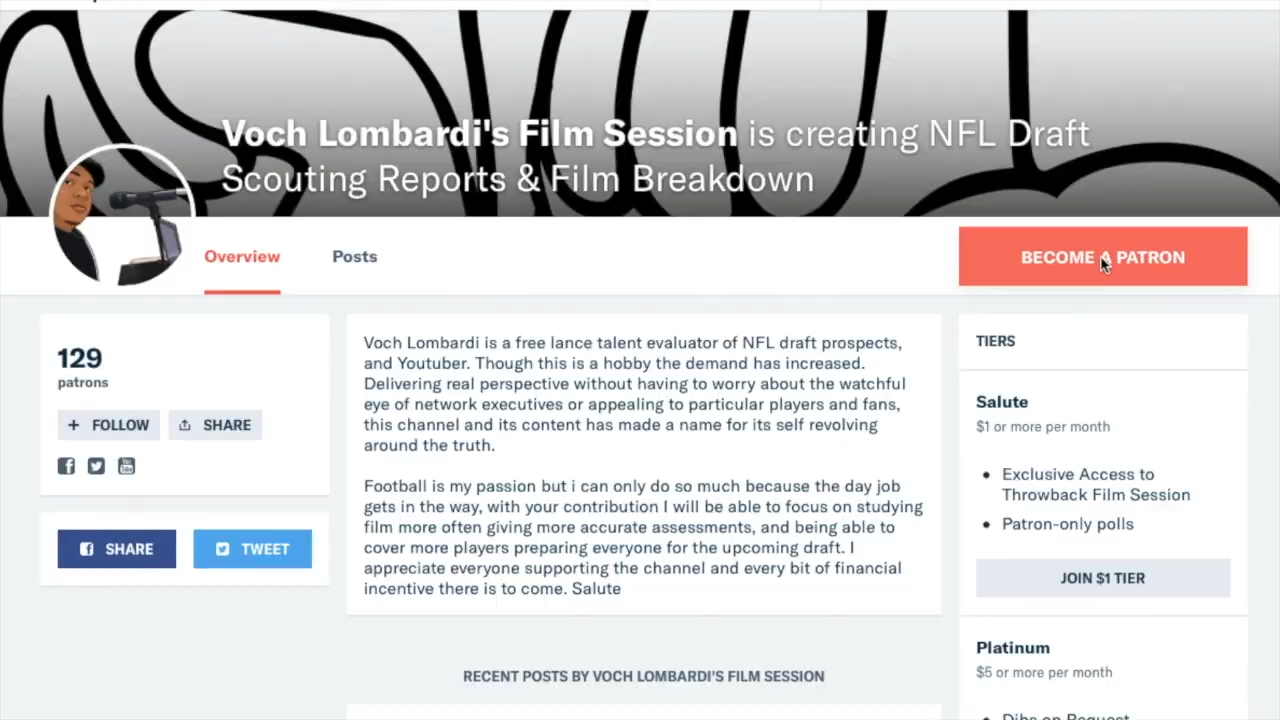 Voch Lombardi's Film Session is creating NFL Draft
Scouting Reports & Film Breakdown
Overview
Posts
BECOME A PATRON
129
patrons
+ FOLLOW
SHARE
SHARE
TWEET
Voch Lombardi is a free lance talent evaluator of NFL draft prospects,
and Youtuber. Though this is a hobby the demand has increased.
Delivering real perspective without having to worry about the watchful
eye of network executives or appealing to particular players and fans,
this channel and its content has made a name for its self revolving
around the truth.
Football is my passion but i can only do so much because the day job
gets in the way, with your contribution I will be able to focus on studying
film more often giving more accurate assessments, and being able to
cover more players preparing everyone for the upcoming draft. I
appreciate everyone supporting the channel and every bit of financial
incentive there is to come. Salute
RECENT POSTS BY VOCH LOMBARDI'S FILM SESSION
TIERS
Salute
$1 or more per month
• Exclusive Access to
Throwback Film Session
• Patron-only polls
JOIN $1 TIER
Platinum
$5 or more per month
• Dibs on Request